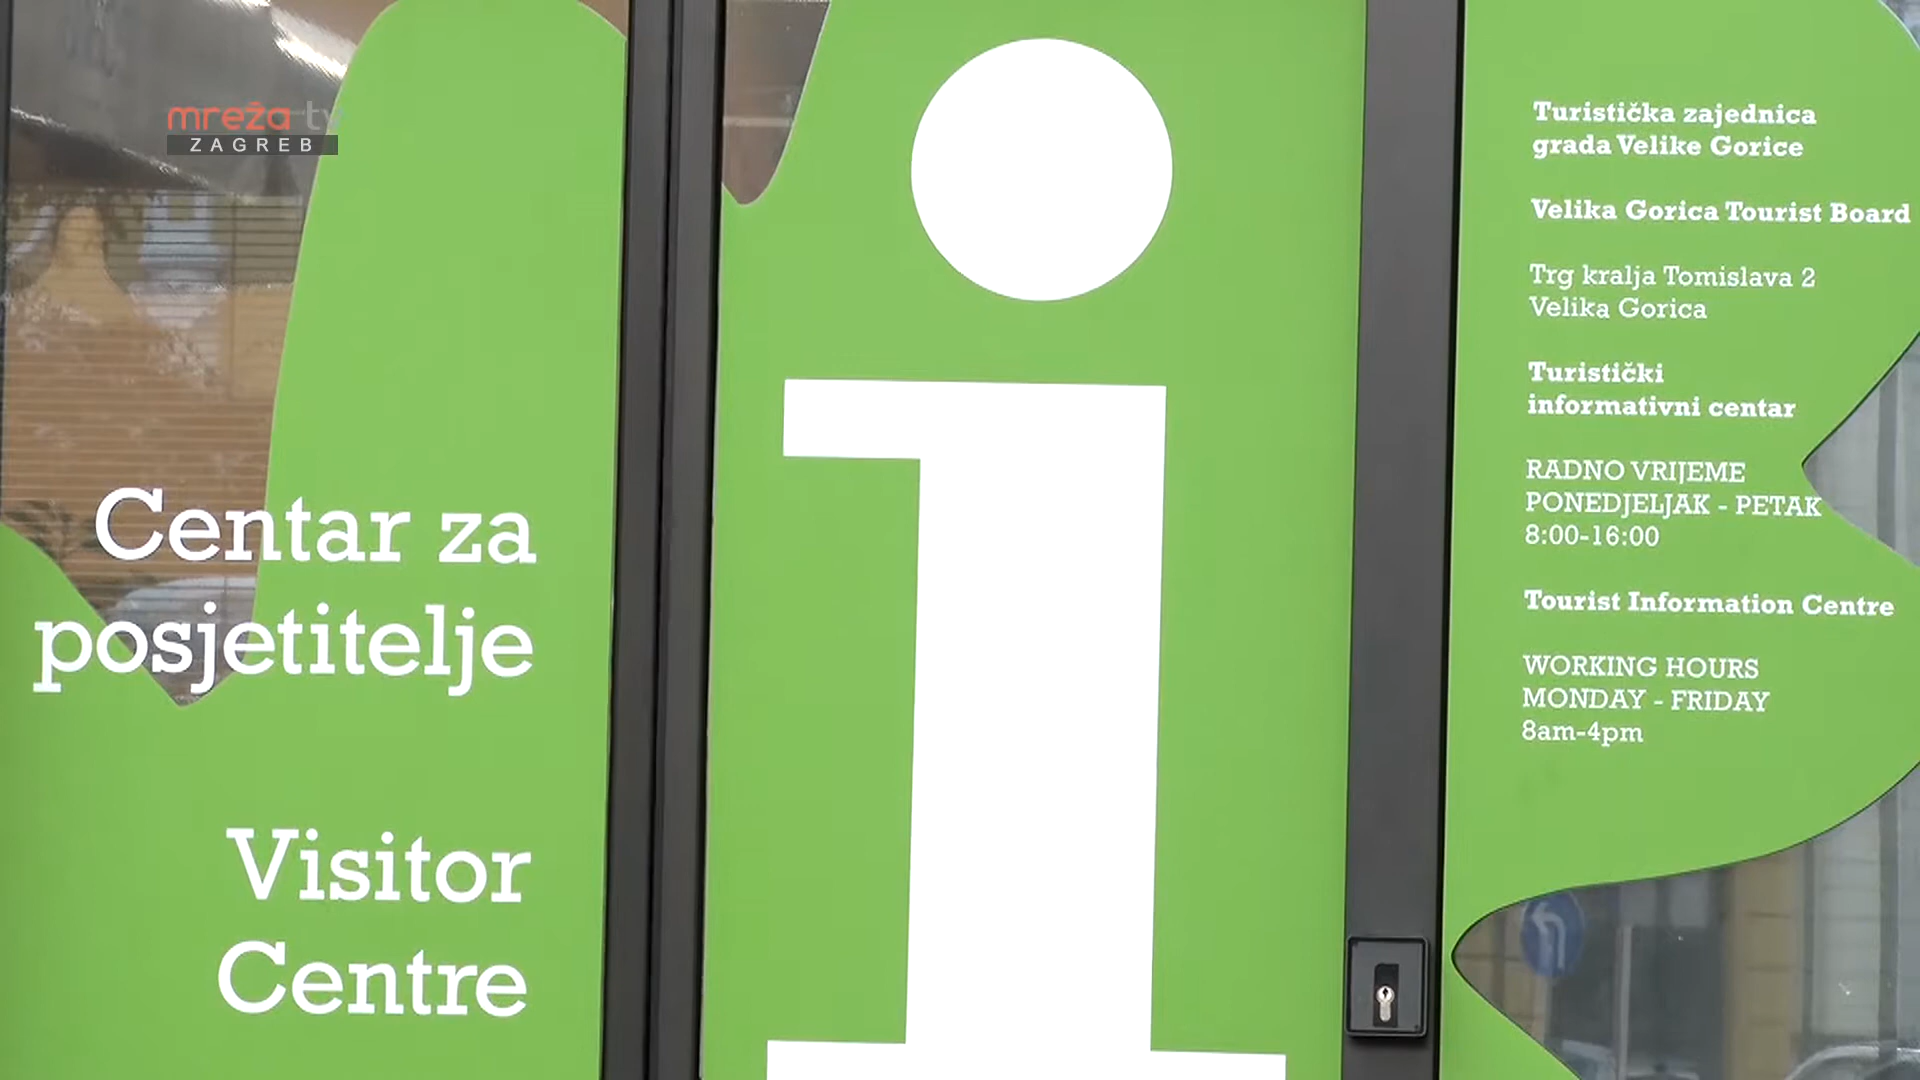 mreža tv
ZAGREB
Centar za
posjetitelje
Visitor
Centre
i
Turistička zajednica
grada Velike Gorice
Velika Gorica Tourist Board
Trg kralja Tomislava 2
Velika Gorica
Turistički
informativni centar
RADNO VRIJEME
PONEDJELJAK - PETAK
8:00-16:00
Tourist Information Centre
WORKING HOURS
MONDAY - FRIDAY
8am-4pm